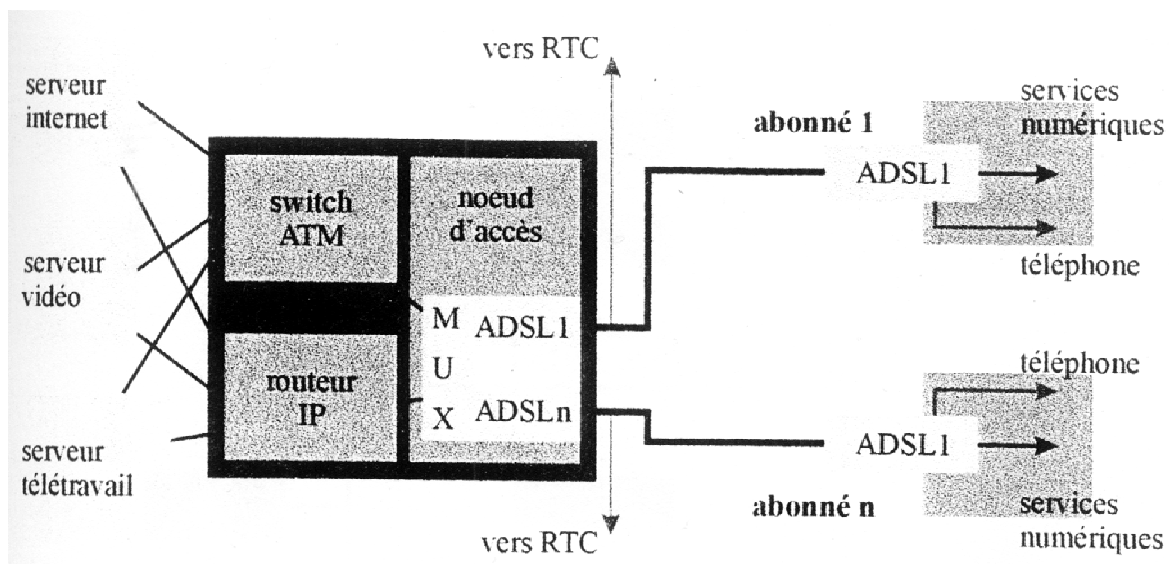 vers RTC
serveur
internet
serveur
vidéo
serveur
télétravail
switch
ATM
routeur
IP
noeud
d'accès
M
U
X
ADSL1
ADSLn
vers RTC
abonné 1
ADSL1
services
numériques
téléphone
téléphone
ADSL1
abonné n
services
numériques